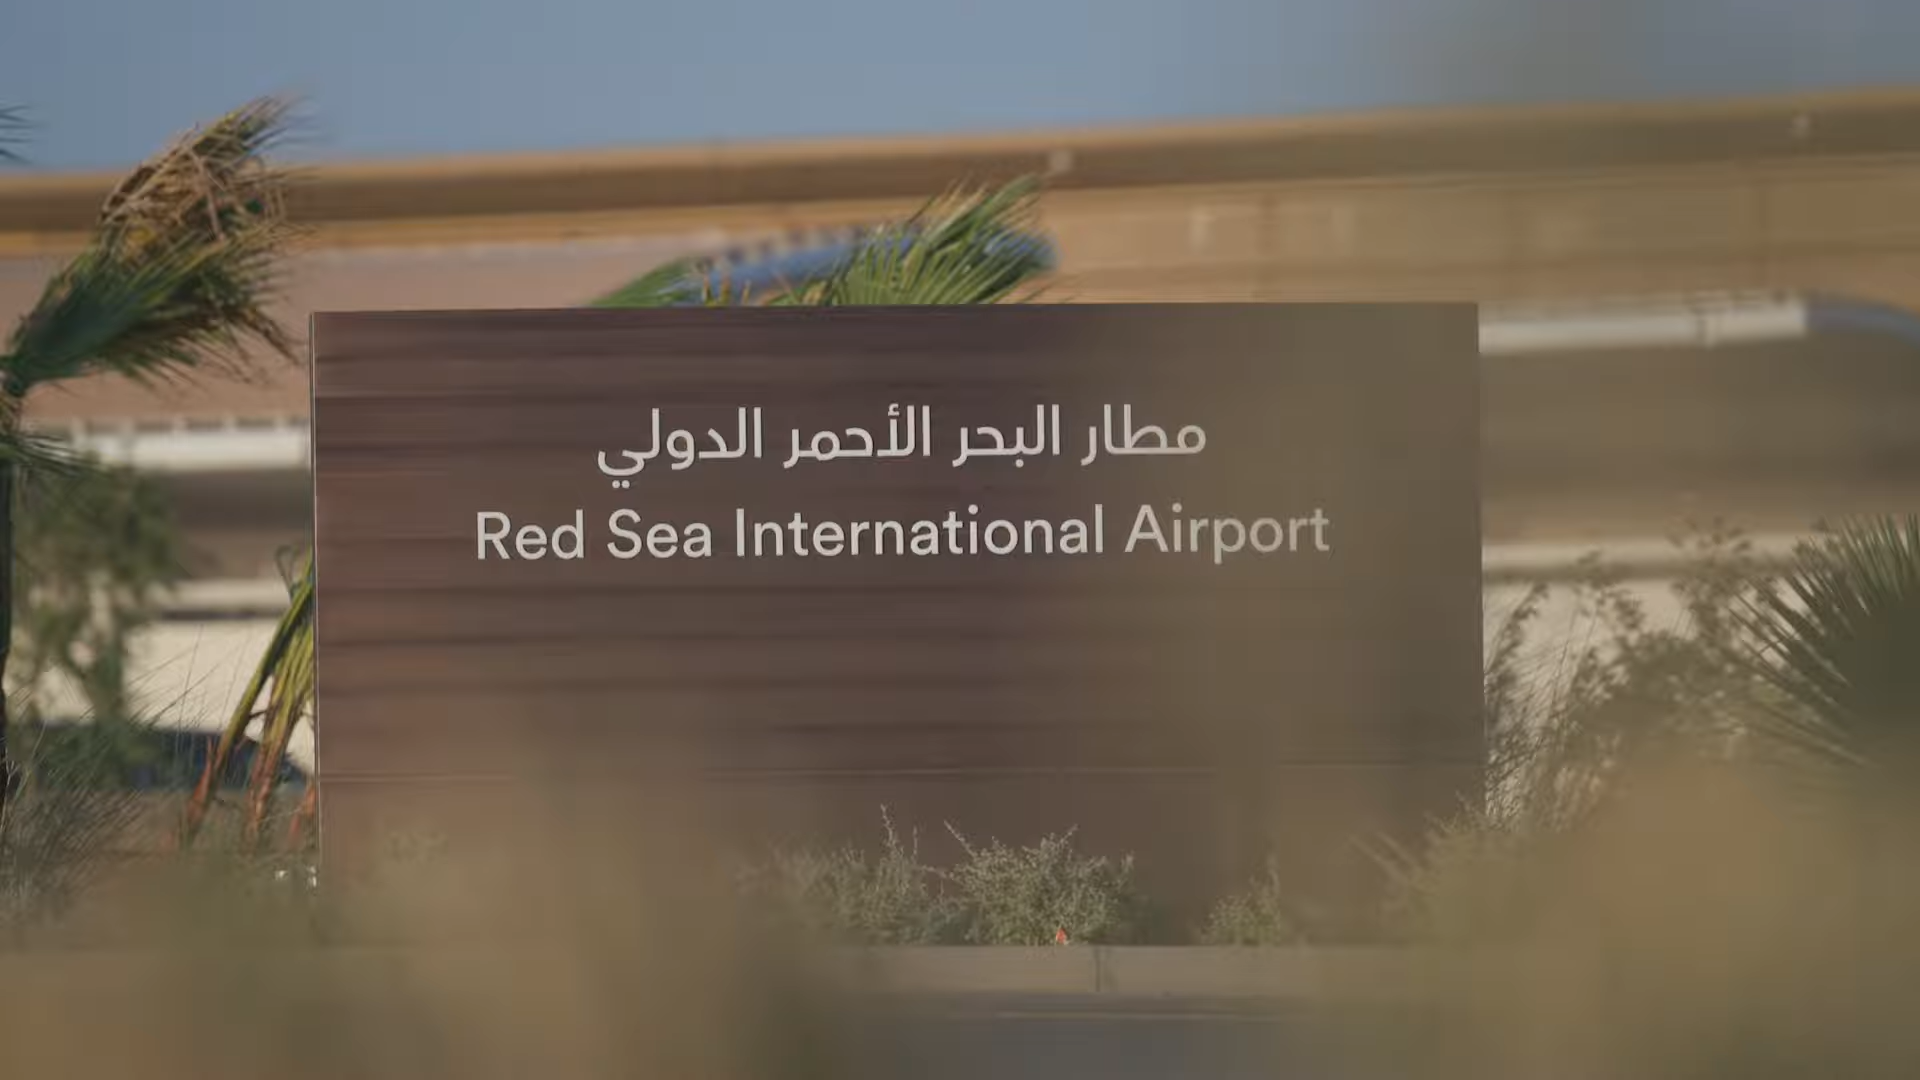 مطار البحر الأحمر الدولي
Red Sea International Airport